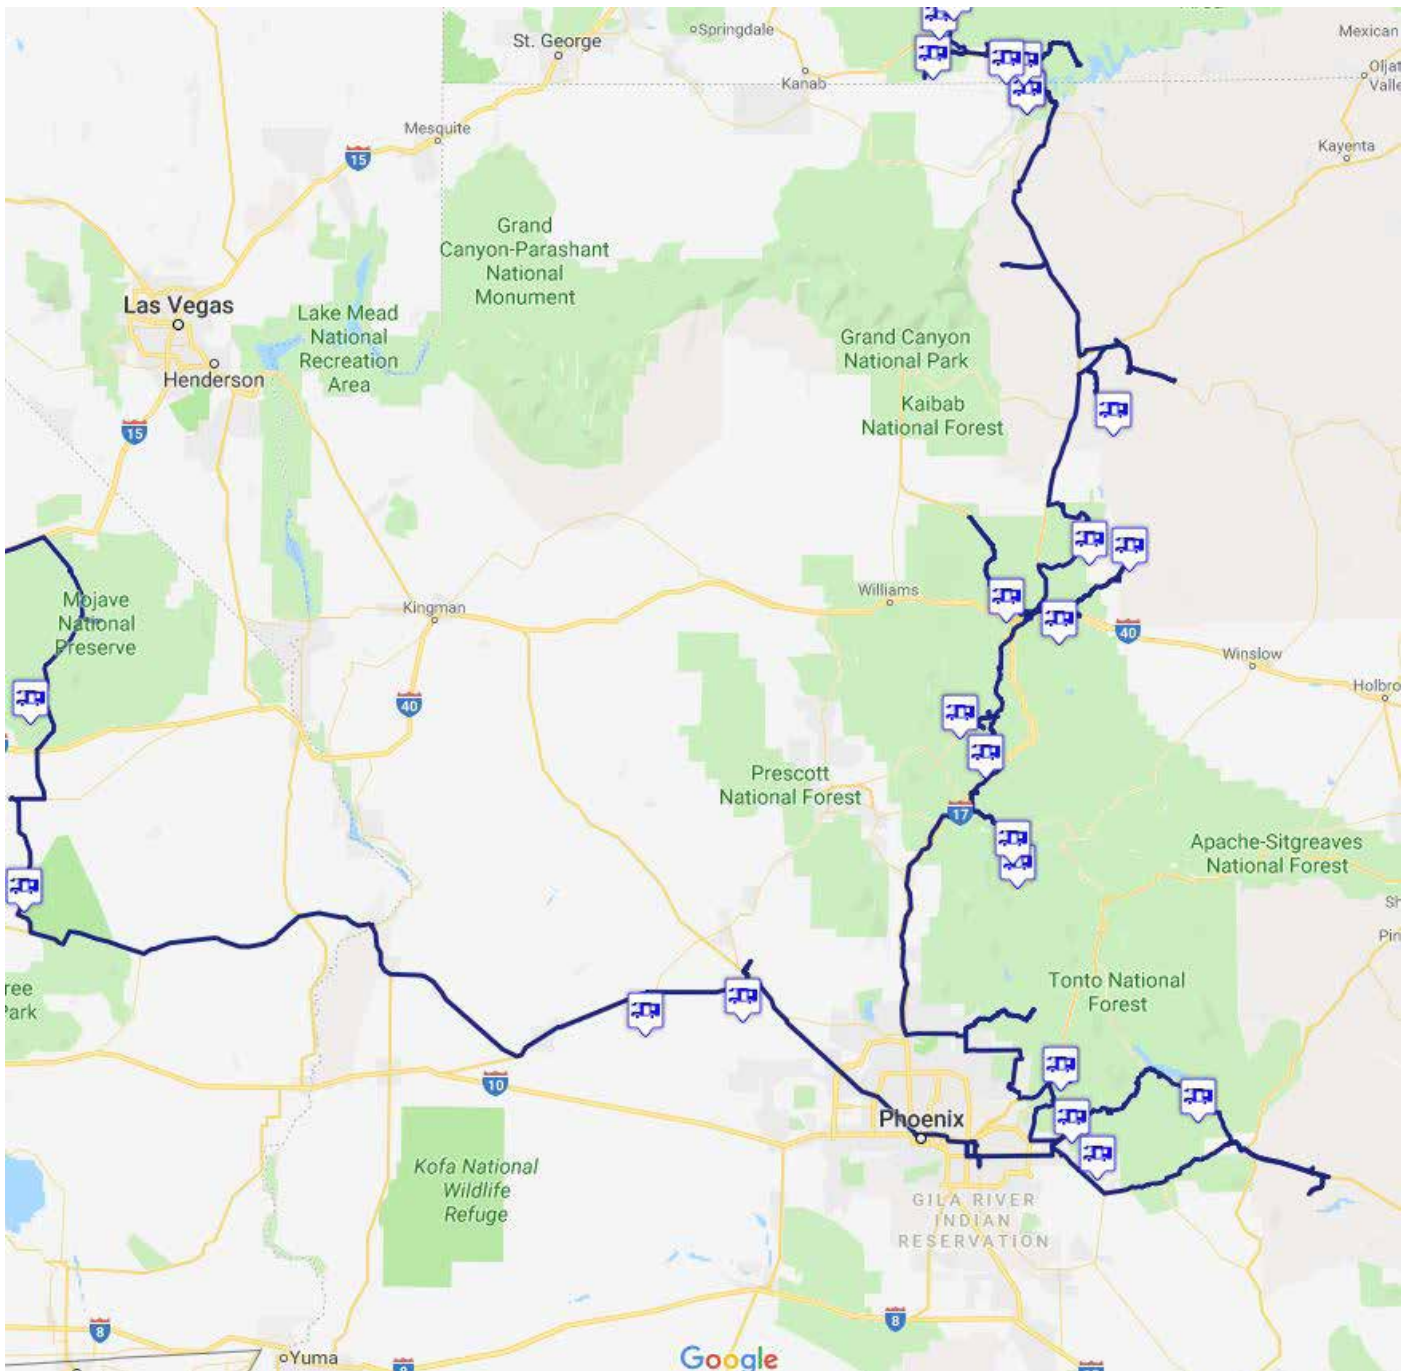 St. George
Springdale
Kanab
Mexican
Kayenta
Mesquite
15
Grand
Canyon-Parashant
National
Monument
Las Vegas
Lake Mead
National
Recreation
Area
Henderson
Grand Canyon
National Park
Kaibab
National Forest
15
Mojave
National
Preserve
Kingman
Williams
40
Winslow
40
Prescott
National Forest
17
Apache-Sitgreaves
National Forest
Tonto National
Forest
10
Phoenix
Kofa National
Wildlife
Refuge
GILA RIVER
INDIAN
RESERVATION
8
8
Yuma
Google